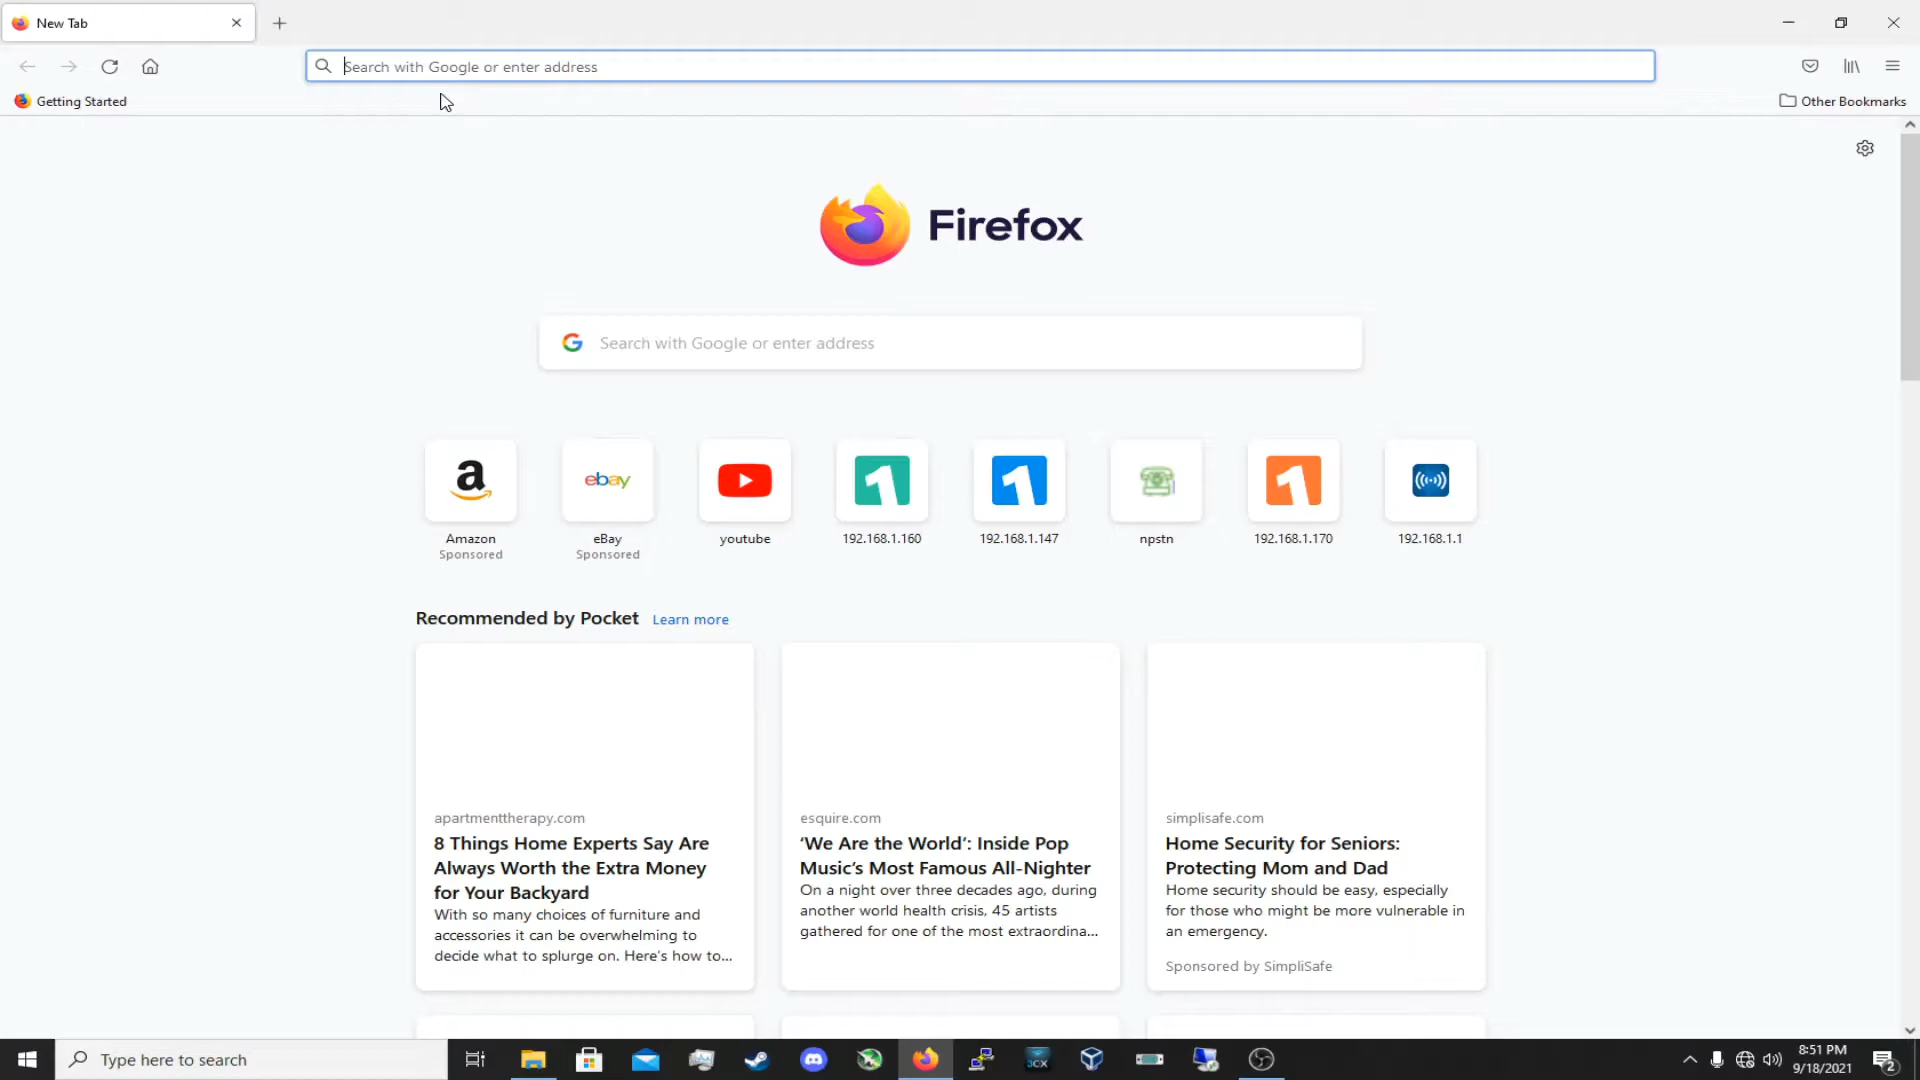 New Tab
Search with Google or enter address
Getting Started
Other Bookmarks
Firefox
Search with Google or enter address
a
ebay
1
1
1
Amazon
Sponsored
eBay
Sponsored
youtube
192.168.1.160
192.168.1.147
npstn
192.168.1.170
192.168.1.1
Recommended by Pocket Learn more
apartmenttherapy.com
8 Things Home Experts Say Are
Always Worth the Extra Money
for Your Backyard
With so many choices of furniture and
accessories it can be overwhelming to
decide what to splurge on. Here's how to...
esquire.com
‘We Are the World’: Inside Pop
Music’s Most Famous All-Nighter
On a night over three decades ago, during
another world health crisis, 45 artists
gathered for one of the most extraordina...
simplisafe.com
Home Security for Seniors:
Protecting Mom and Dad
Home security should be easy, especially
for those who might be more vulnerable in
an emergency.
Sponsored by SimpliSafe
Type here to search
3CX
8:51 PM
9/18/2021
2